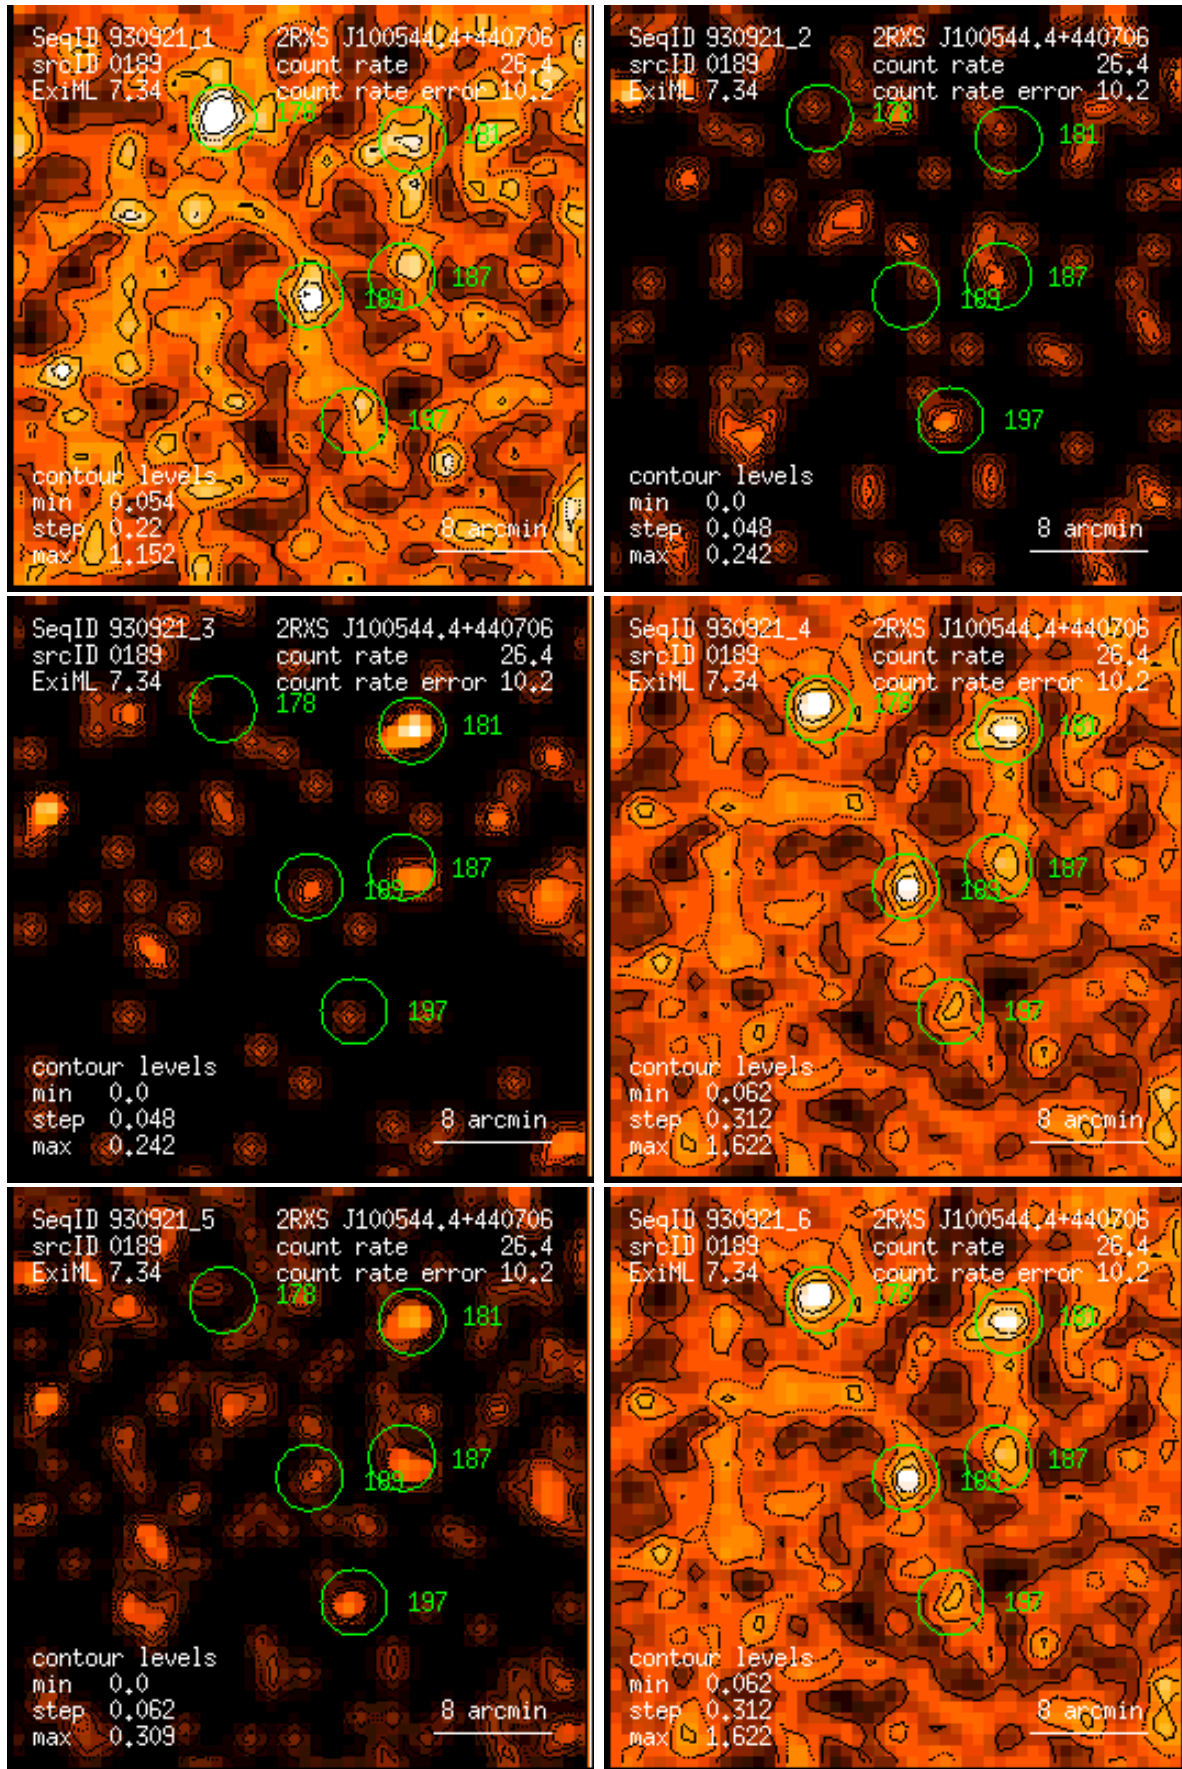 SeqID 930921_1 2RXS J100544.4+440706
srcID 0189 count rate 26.4
ExiML 7.34 count rate error 10.2
178
181
187
189
197
contour levels
min 0.054
step 0.22 8 arcmin
max 1.152
SeqID 930921_2 2RXS J100544.4+440706
srcID 0189 count rate 26.4
ExiML 7.34 count rate error 10.2
178
181
187
189
197
contour levels
min 0.0
step 0.048 8 arcmin
max 0.242
SeqID 930921_3 2RXS J100544.4+440706
srcID 0189 count rate 26.4
ExiML 7.34 count rate error 10.2
178
181
187
189
197
contour levels
min 0.0
step 0.048 8 arcmin
max 0.242
SeqID 930921_4 2RXS J100544.4+440706
srcID 0189 count rate 26.4
ExiML 7.34 count rate error 10.2
178
181
187
189
197
contour levels
min 0.062
step 0.312 8 arcmin
max 1.622
SeqID 930921_5 2RXS J100544.4+440706
srcID 0189 count rate 26.4
ExiML 7.34 count rate error 10.2
178
181
187
189
197
contour levels
min 0.0
step 0.062 8 arcmin
max 0.309
SeqID 930921_6 2RXS J100544.4+440706
srcID 0189 count rate 26.4
ExiML 7.34 count rate error 10.2
178
181
187
189
197
contour levels
min 0.062
step 0.312 8 arcmin
max 1.622